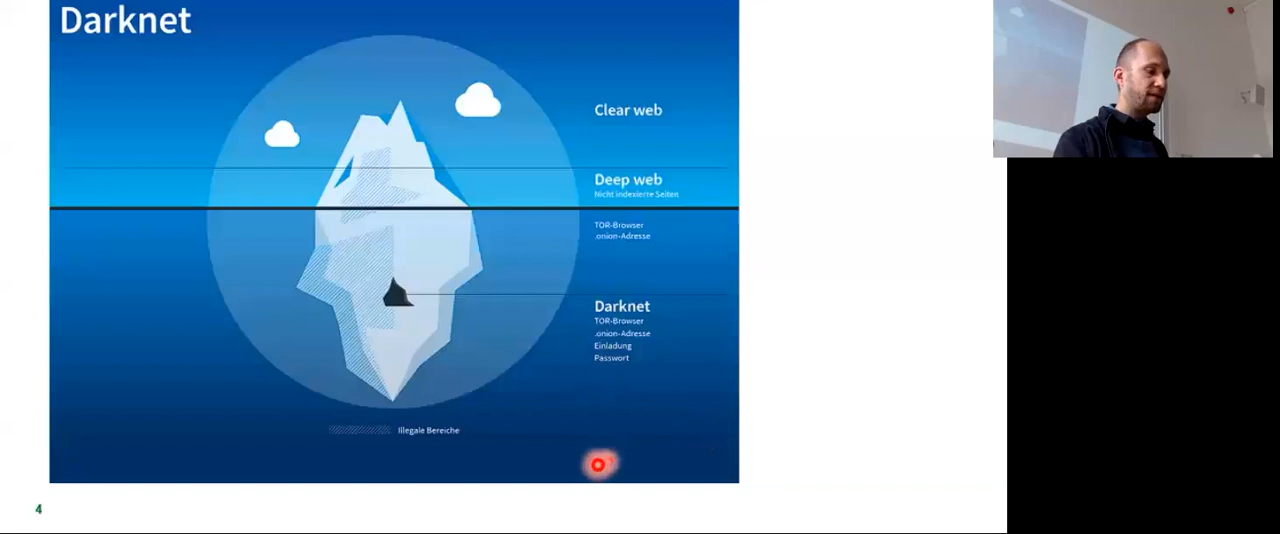 Darknet
Clear web
Deep web
Nicht indexierte Seiten
TOR-Browser
.onion-Adresse
Darknet
TOR-Browser
.onion-Adresse
Einladung
Passwort
Illegale Bereiche
4